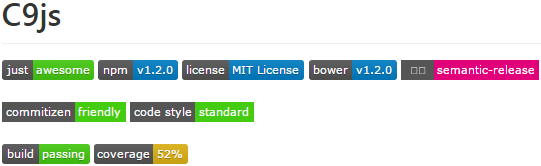 C9js
just awesome npm v1.2.0 license MIT License bower v1.2.0 semantic-release
commitizen friendly code style standard
build passing coverage 52%